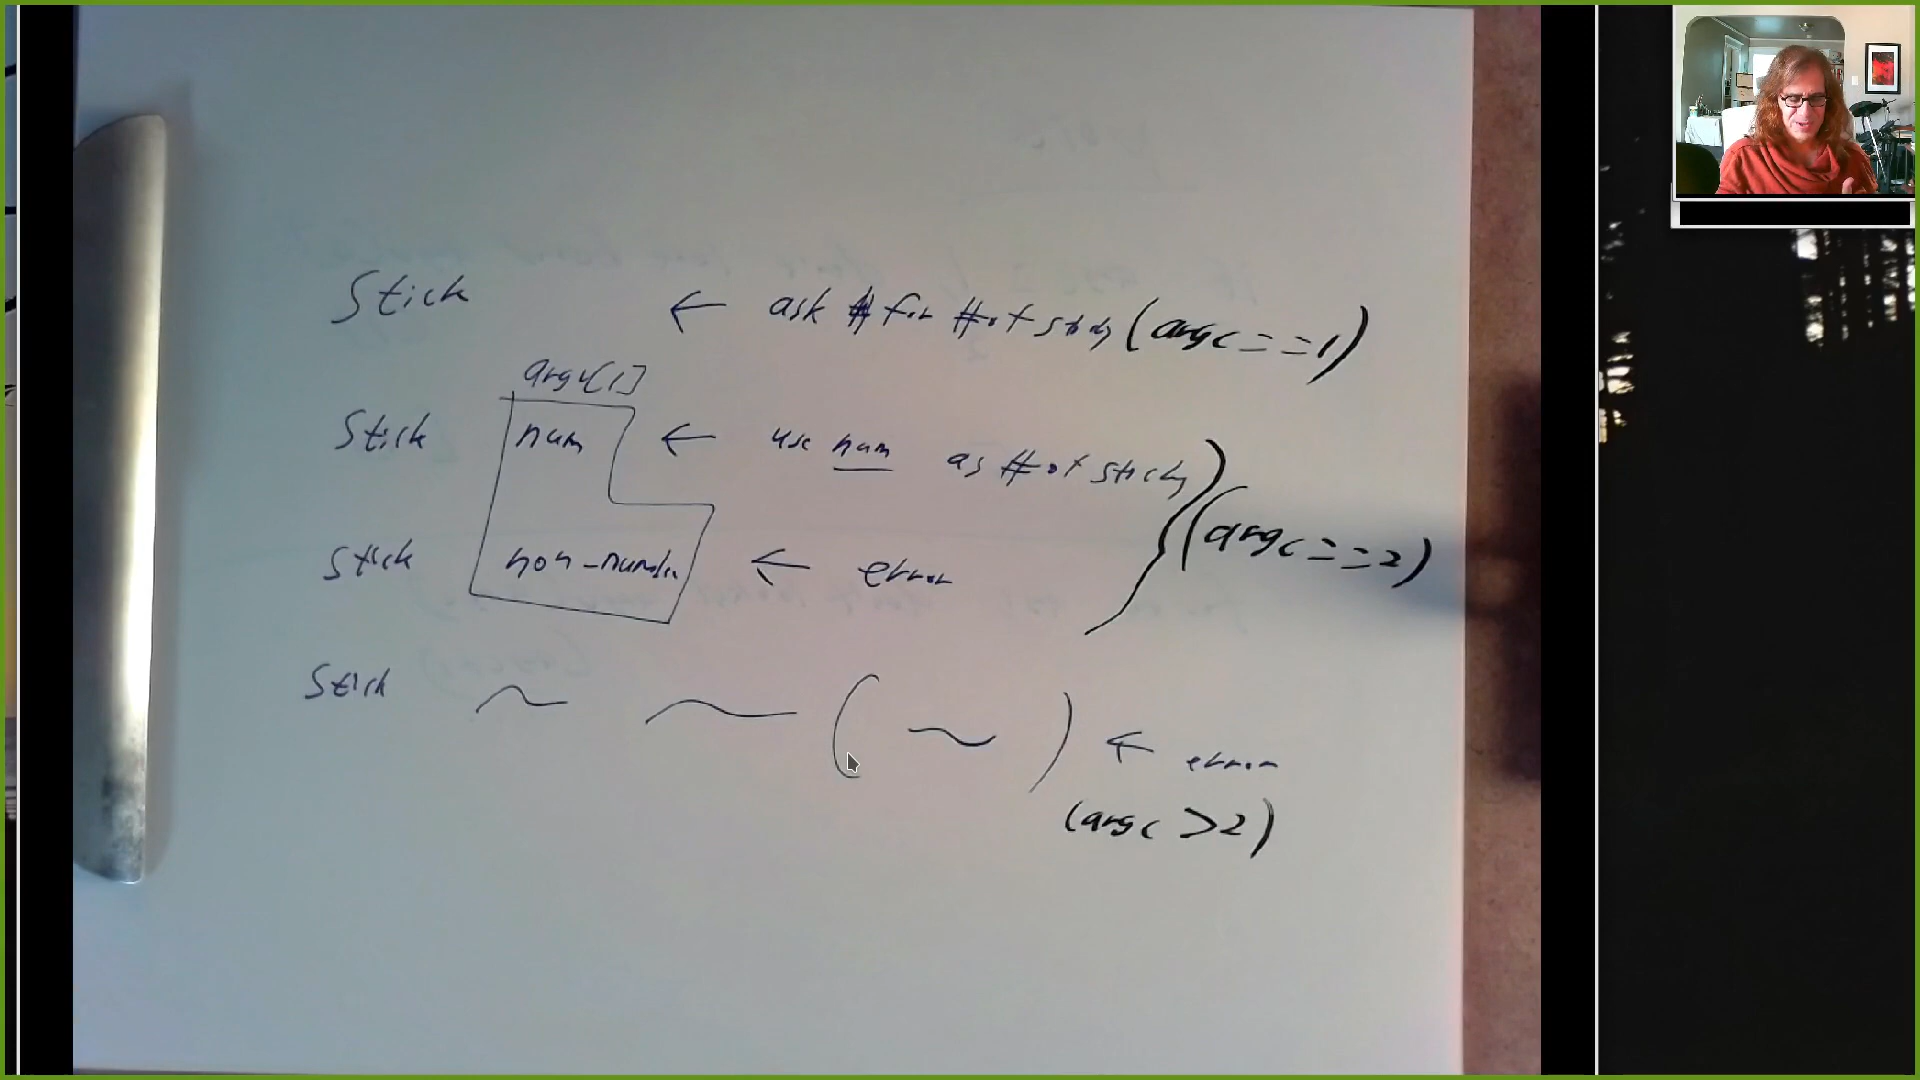 Stick ← ask # for # of sticks (argc == 1)
argv[1]
Stick num ← use num as # of sticks
(argc == 2)
Stick non-number ← error
Stick ~ ~ ( ~ ) ← error
(argc > 2)